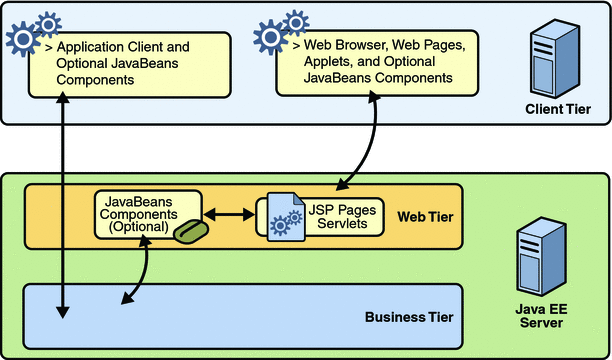 > Application Client and
Optional JavaBeans
Components
> Web Browser, Web Pages,
Applets, and Optional
JavaBeans Components
Client Tier
JavaBeans
Components
(Optional)
JSP Pages
Servlets
Web Tier
Business Tier
Java EE
Server